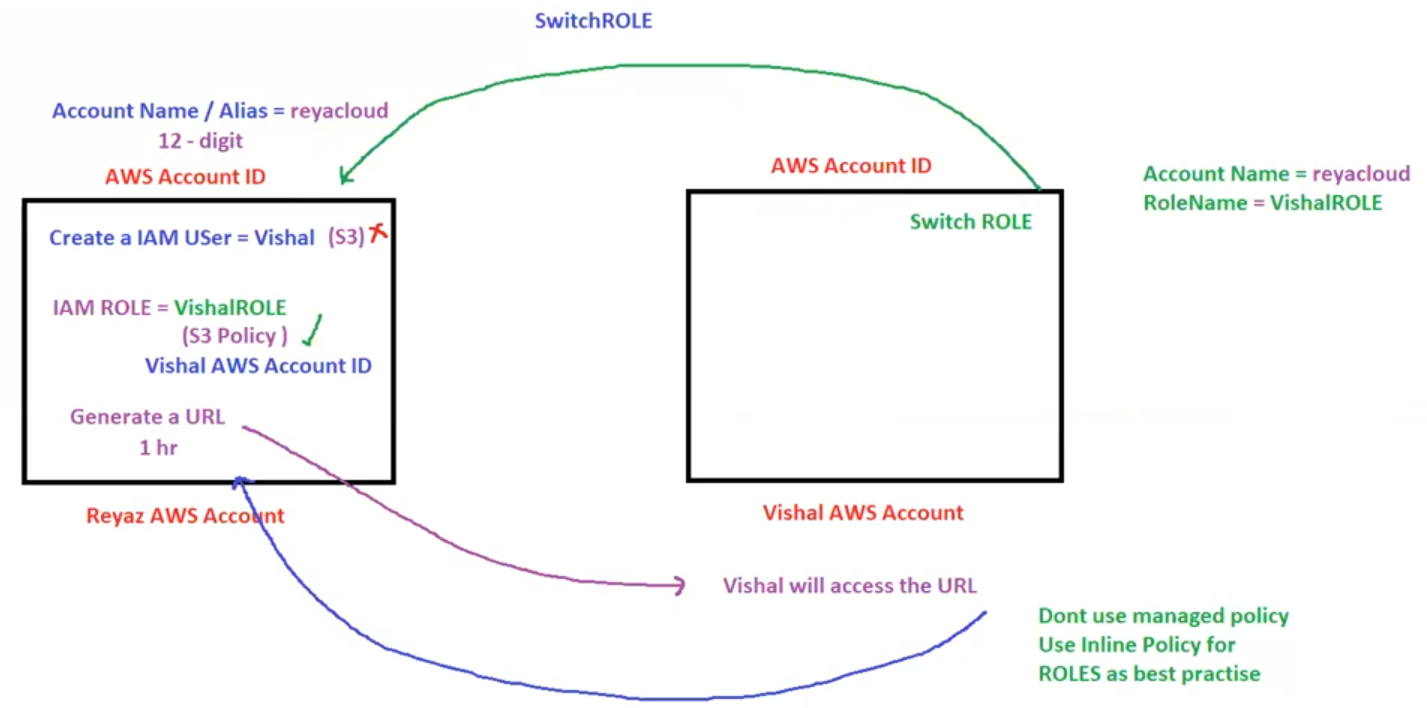 SwitchROLE
Account Name / Alias = reyacloud
12 - digit
AWS Account ID
Create a IAM USer = Vishal (S3)
IAM ROLE = VishalROLE
(S3 Policy )
Vishal AWS Account ID
Generate a URL
1 hr
Reyaz AWS Account
AWS Account ID
Switch ROLE
Vishal AWS Account
Account Name = reyacloud
RoleName = VishalROLE
Vishal will access the URL
Dont use managed policy
Use Inline Policy for
ROLES as best practise